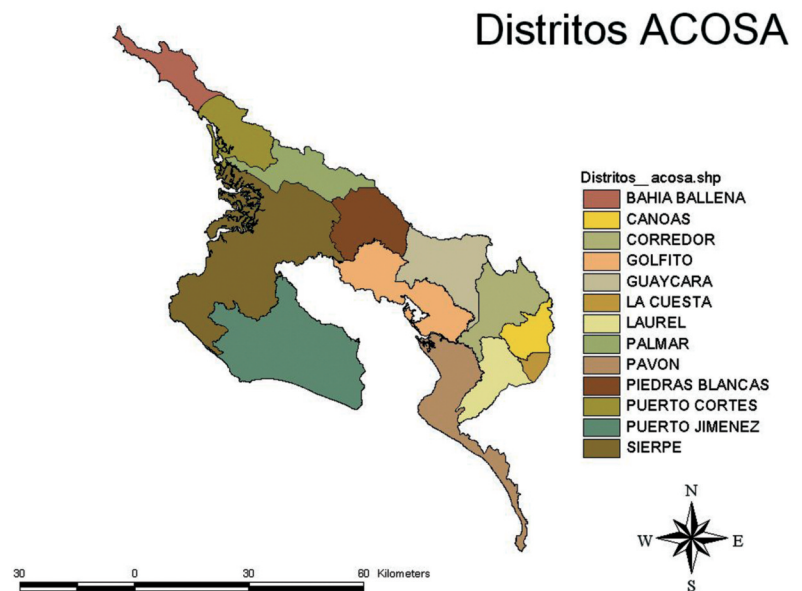 Distritos ACOSA
Distritos__acosa.shp
BAHIA BALLENA
CANOAS
CORREDOR
GOLFITO
GUAYCARA
LA CUESTA
LAUREL
PALMAR
PAVON
PIEDRAS BLANCAS
PUERTO CORTES
PUERTO JIMENEZ
SIERPE
N
W E
S
30 0 30 60 Kilometers